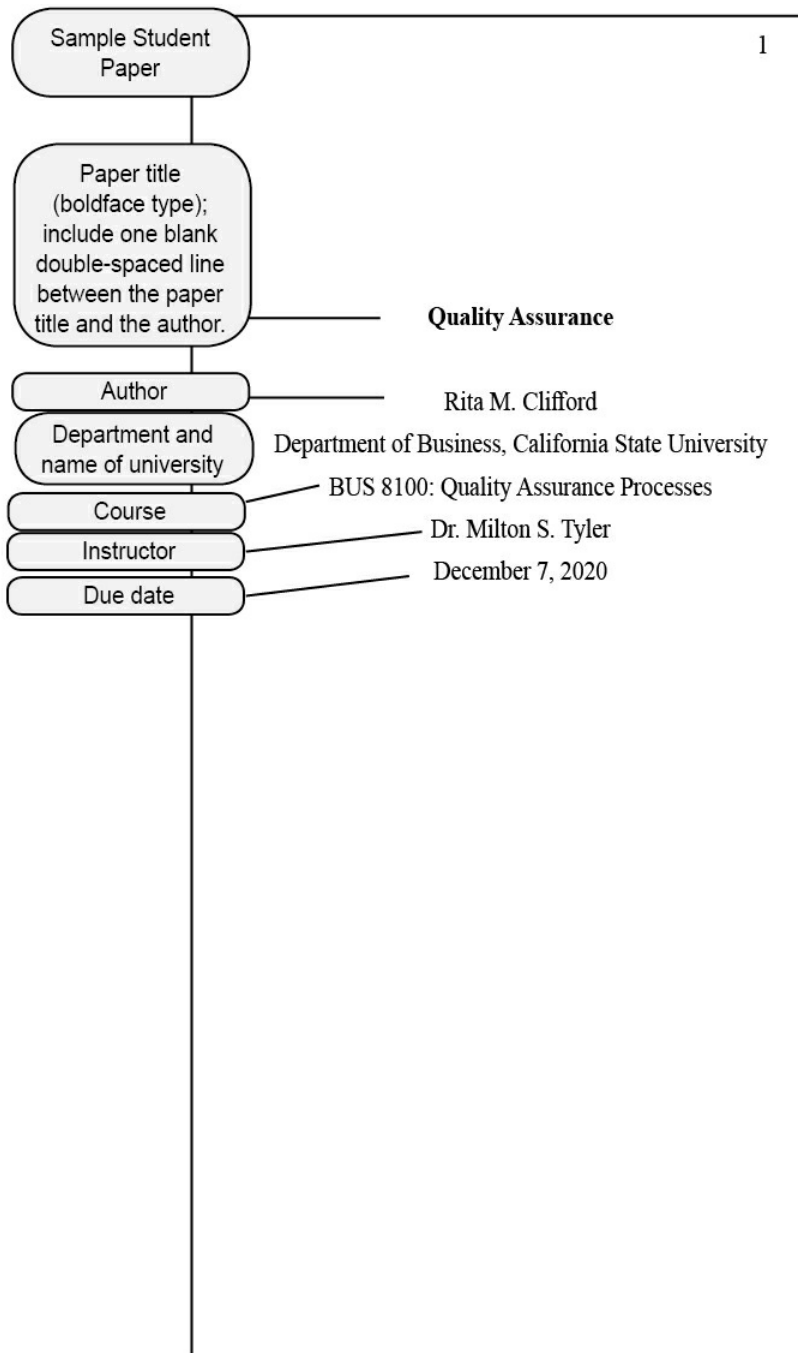 Sample Student
Paper
1
Paper title
(boldface type);
include one blank
double-spaced line
between the paper
title and the author.
Quality Assurance
Author
Rita M. Clifford
Department and
name of university
Department of Business, California State University
Course
BUS 8100: Quality Assurance Processes
Instructor
Dr. Milton S. Tyler
Due date
December 7, 2020